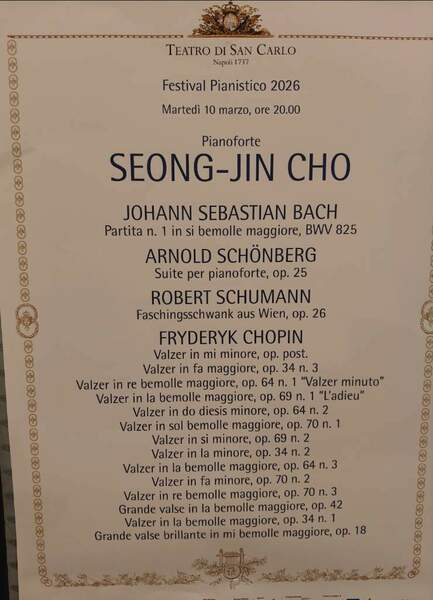 TEATRO DI SAN CARLO
Napoli 1737
Festival Pianistico 2026
Martedì 10 marzo, ore 20.00
Pianoforte
SEONG-JIN CHO
JOHANN SEBASTIAN BACH
Partita n. 1 in si bemolle maggiore, BWV 825
ARNOLD SCHÖNBERG
Suite per pianoforte, op. 25
ROBERT SCHUMANN
Faschingsschwank aus Wien, op. 26
FRYDERYK CHOPIN
Valzer in mi minore, op. post.
Valzer in fa maggiore, op. 34 n. 3
Valzer in re bemolle maggiore, op. 64 n. 1 "Valzer minuto"
Valzer in la bemolle maggiore, op. 69 n. 1 "L'adieu"
Valzer in do diesis minore, op. 64 n. 2
Valzer in sol bemolle maggiore, op. 70 n. 1
Valzer in si minore, op. 69 n. 2
Valzer in la minore, op. 34 n. 2
Valzer in la bemolle maggiore, op. 64 n. 3
Valzer in fa minore, op. 70 n. 2
Valzer in re bemolle maggiore, op. 70 n. 3
Grande valse in la bemolle maggiore, op. 42
Valzer in la bemolle maggiore, op. 34 n. 1
Grande valse brillante in mi bemolle maggiore, op. 18